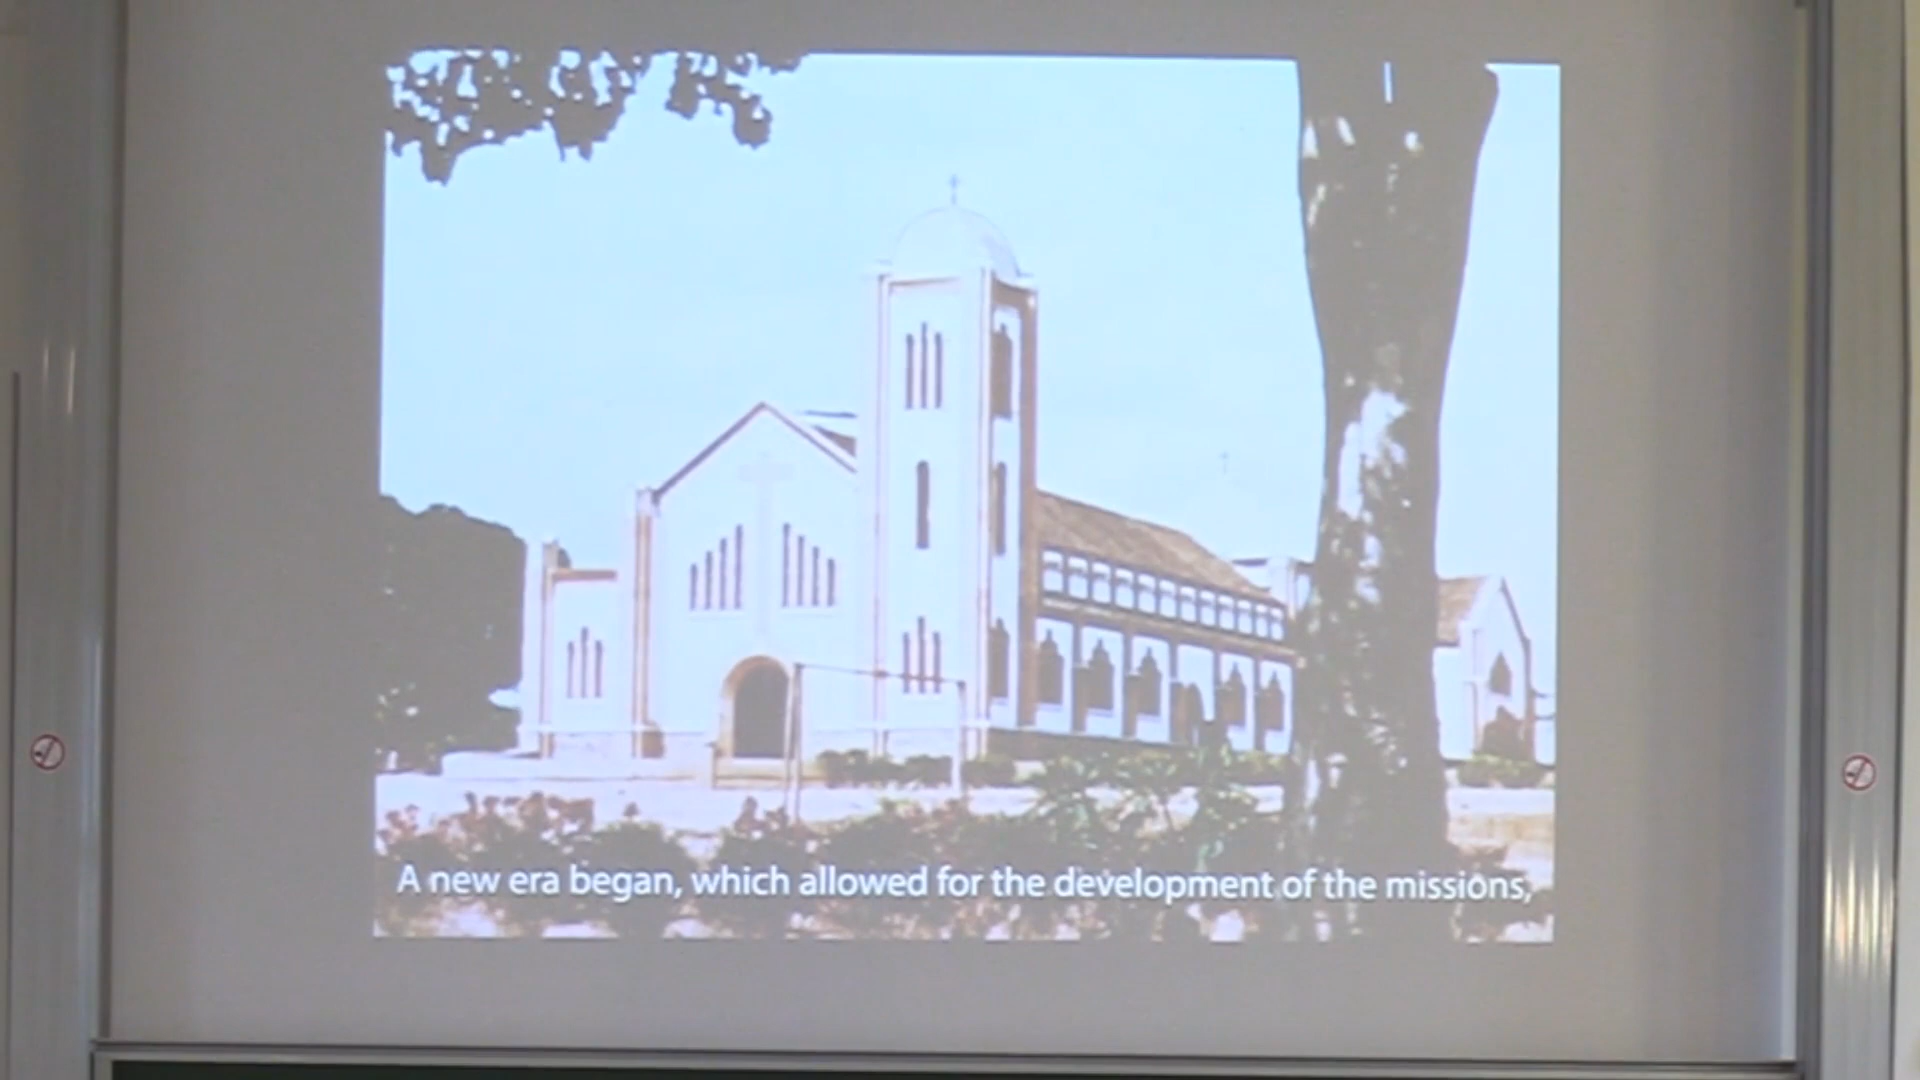 A new era began, which allowed for the development of the missions,